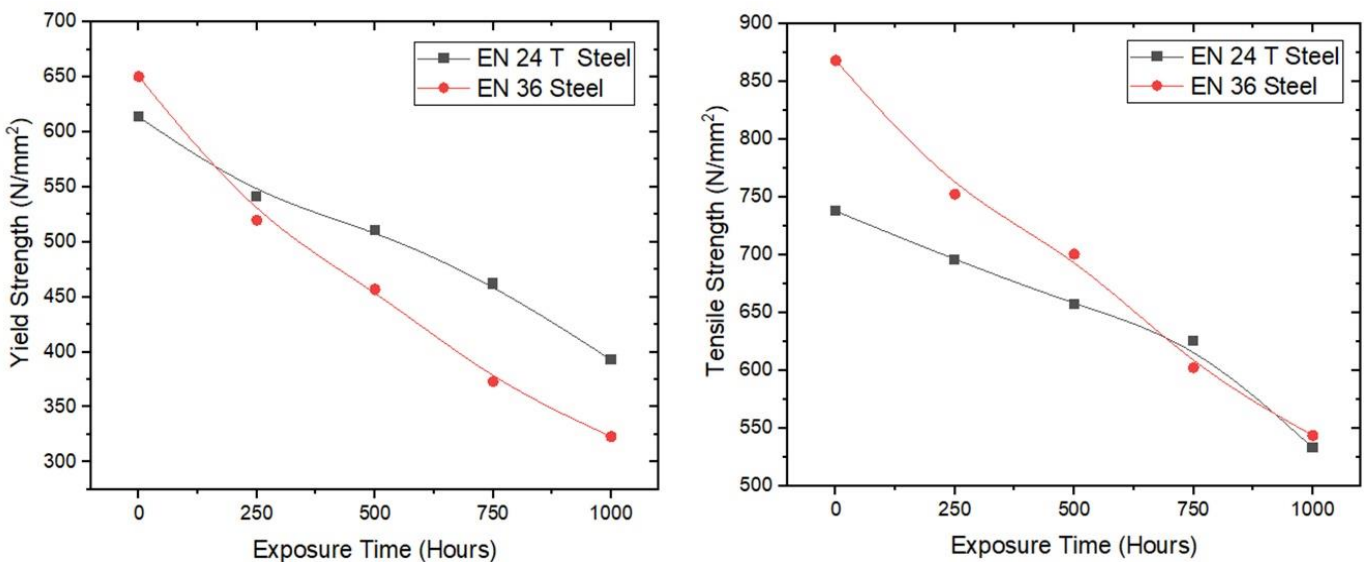 700
650
600
550
500
450
400
350
300
Yield Strength (N/mm²)
EN 24 T Steel
EN 36 Steel
0 250 500 750 1000
Exposure Time (Hours)
900
850
800
750
700
650
600
550
500
Tensile Strength (N/mm²)
EN 24 T Steel
EN 36 Steel
0 250 500 750 1000
Exposure Time (Hours)